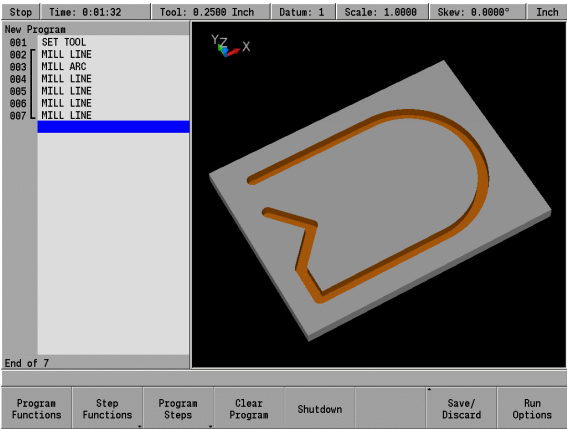 Stop Time: 0:01:32 Tool: 0.2500 Inch Datum: 1 Scale: 1.0000 Skew: 0.0000° Inch
New Program
001 SET TOOL
002 MILL LINE
003 MILL ARC
004 MILL LINE
005 MILL LINE
006 MILL LINE
007 MILL LINE
Y Z X
End of 7
Program Functions
Step Functions
Program Steps
Clear Program
Shutdown
Save/ Discard
Run Options